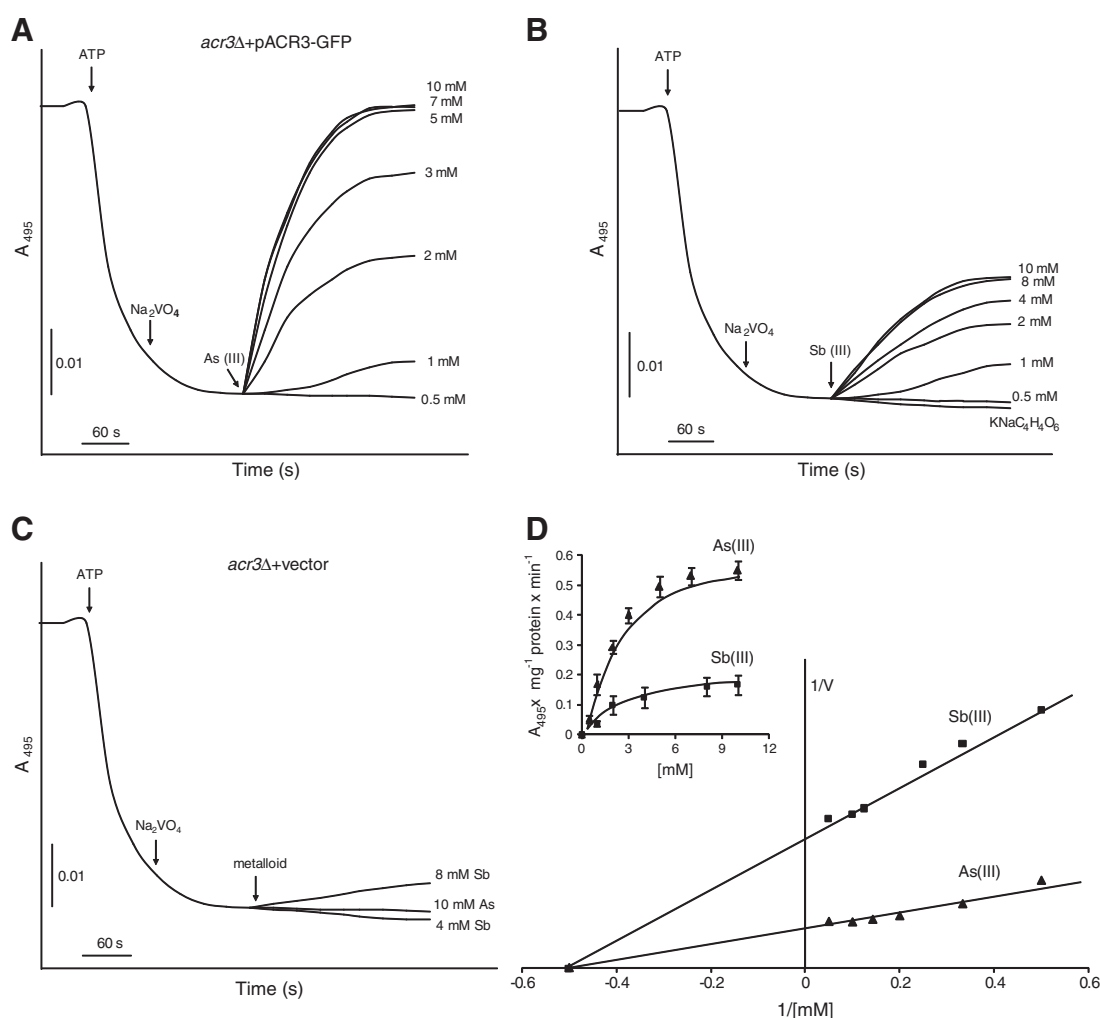 A
acr3Δ+pACR3-GFP
ATP
10 mM
7 mM
5 mM
3 mM
2 mM
A495
Na2VO4
As (III)
1 mM
0.01
0.5 mM
60 s
Time (s)
B
ATP
10 mM
8 mM
4 mM
2 mM
A495
Na2VO4
Sb (III)
1 mM
0.01
0.5 mM
KNaC4H4O6
60 s
Time (s)
C
acr3Δ+vector
ATP
A495
Na2VO4
metalloid
8 mM Sb
0.01
10 mM As
4 mM Sb
60 s
Time (s)
D
As(III)
0.6
0.5
0.4
0.3
0.2
0.1
0
A495x mg-1 protein x min-1
Sb(III)
0 3 6 9 12
[mM]
1/V
Sb(III)
As(III)
-0.6 -0.4 -0.2 0 0.2 0.4 0.6
1/[mM]